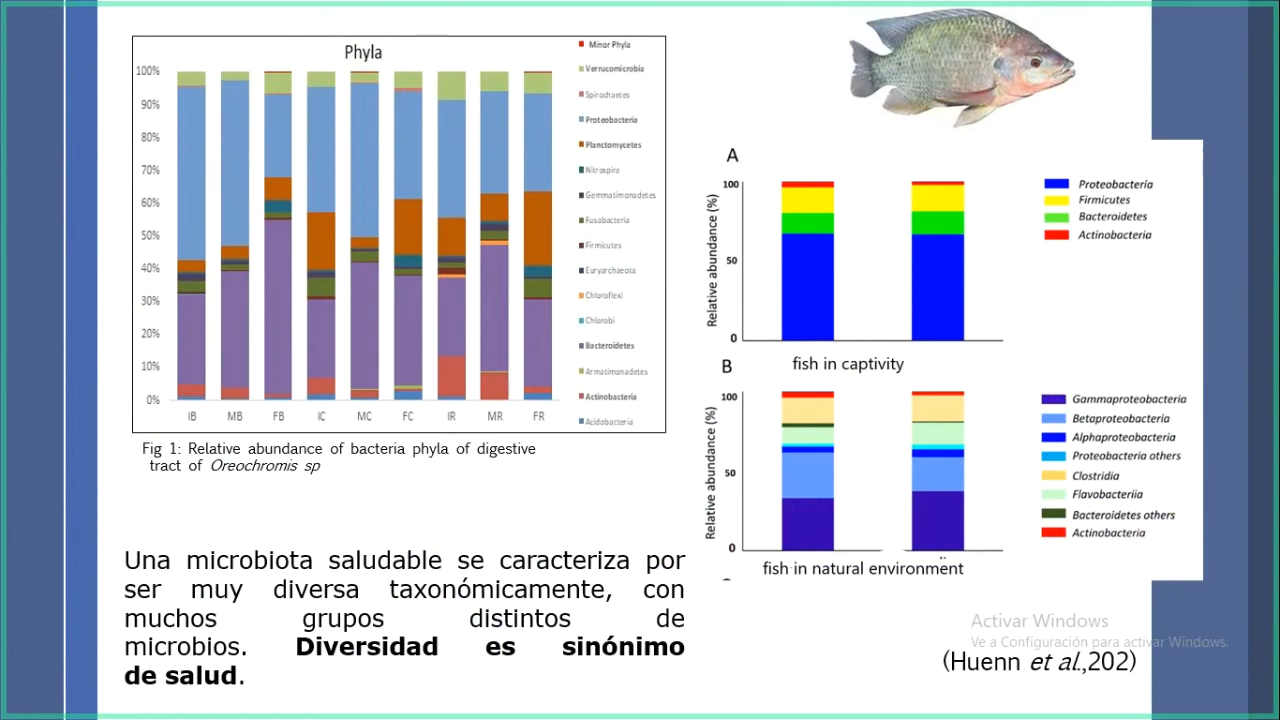 Phyla
100%
90%
80%
70%
60%
50%
40%
30%
20%
10%
0%
IB MB FB IC MC FC IR MR FR
Minor Phyla
Verrucomicrobia
Spirochaetes
Proteobacteria
Planctomycetes
Nitrospira
Gemmatimonadetes
Fusobacteria
Firmicutes
Euryarchaeota
Chloroflexi
Chlorobi
Bacteroidetes
Armatimonadetes
Actinobacteria
Acidobacteria
Fig 1: Relative abundance of bacteria phyla of digestive
tract of Oreochromis sp
Una microbiota saludable se caracteriza por
ser muy diversa taxonómicamente, con
muchos grupos distintos de
microbios. Diversidad es sinónimo
de salud.
A
Relative abundance (%)
100
50
0
Proteobacteria
Firmicutes
Bacteroidetes
Actinobacteria
fish in captivity
B
Relative abundance (%)
100
50
0
Gammaproteobacteria
Betaproteobacteria
Alphaproteobacteria
Proteobacteria others
Clostridia
Flavobacteriia
Bacteroidetes others
Actinobacteria
fish in natural environment
Activar Windows
Ve a Configuración para activar Windows.
(Huenn et al.,202)